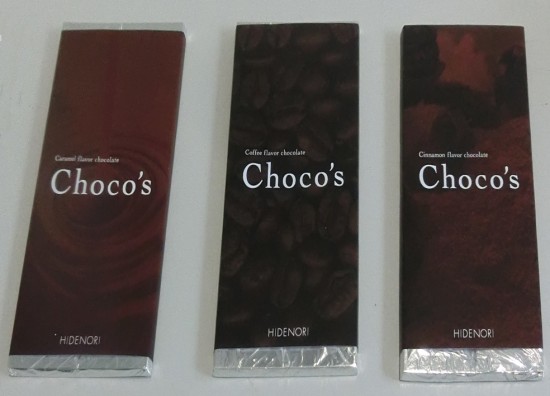 Caramel flavor chocolate
Choco's
HIDENORI
Coffee flavor chocolate
Choco's
HIDENORI
Cinnamon flavor chocolate
Choco's
HIDENORI